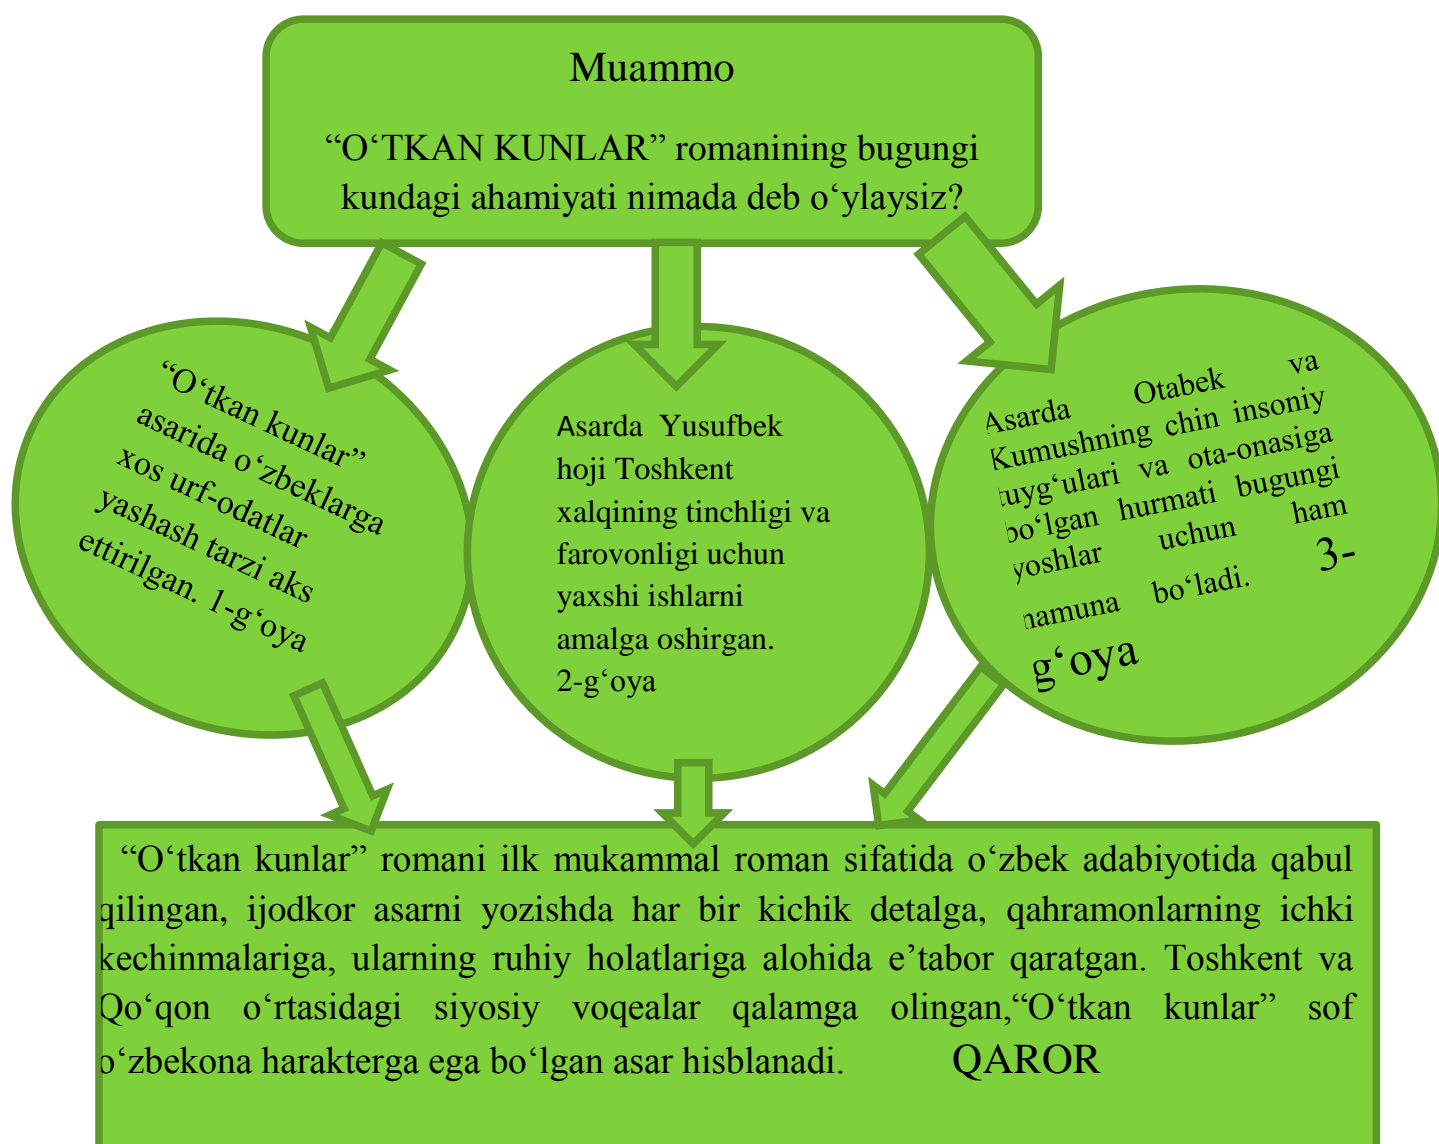 Muammo
“O‘TKAN KUNLAR” romanining bugungi
kundagi ahamiyati nimada deb o‘ylaysiz?
“O‘tkan kunlar”
asarida o‘zbeklarga
xos urf-odatlar
yashash tarzi aks
ettirilgan. 1-g‘oya
Asarda Yusufbek
hoji Toshkent
xalqining tinchligi va
farovonligi uchun
yaxshi ishlarni
amalga oshirgan.
2-g‘oya
Asarda Otabek va
Kumushning chin insoniy
tuyg‘ulari va ota-onasiga
bo‘lgan hurmati bugungi
yoshlar uchun ham
namuna bo‘ladi. 3-
g‘oya
“O‘tkan kunlar” romani ilk mukammal roman sifatida o‘zbek adabiyotida qabul
qilingan, ijodkor asarni yozishda har bir kichik detalga, qahramonlarning ichki
kechinmalariga, ularning ruhiy holatlariga alohida e’tabor qaratgan. Toshkent va
Qo‘qon o‘rtasidagi siyosiy voqealar qalamga olingan,“O‘tkan kunlar” sof
o‘zbekona harakterga ega bo‘lgan asar hisblanadi. QAROR